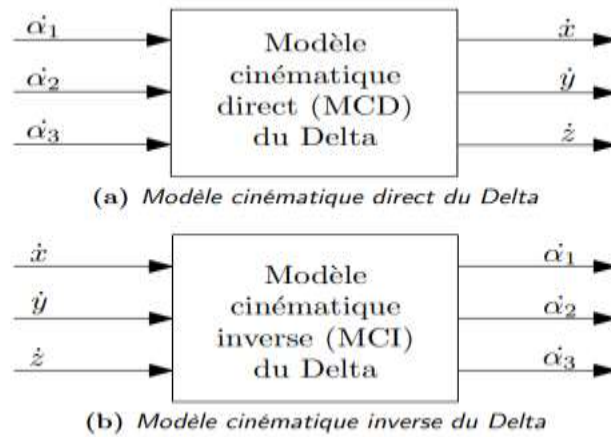 α̇1
α̇2
α̇3
Modèle
cinématique
direct (MCD)
du Delta
ẋ
ẏ
ż
(a) Modèle cinématique direct du Delta
ẋ
ẏ
ż
Modèle
cinématique
inverse (MCI)
du Delta
α̇1
α̇2
α̇3
(b) Modèle cinématique inverse du Delta